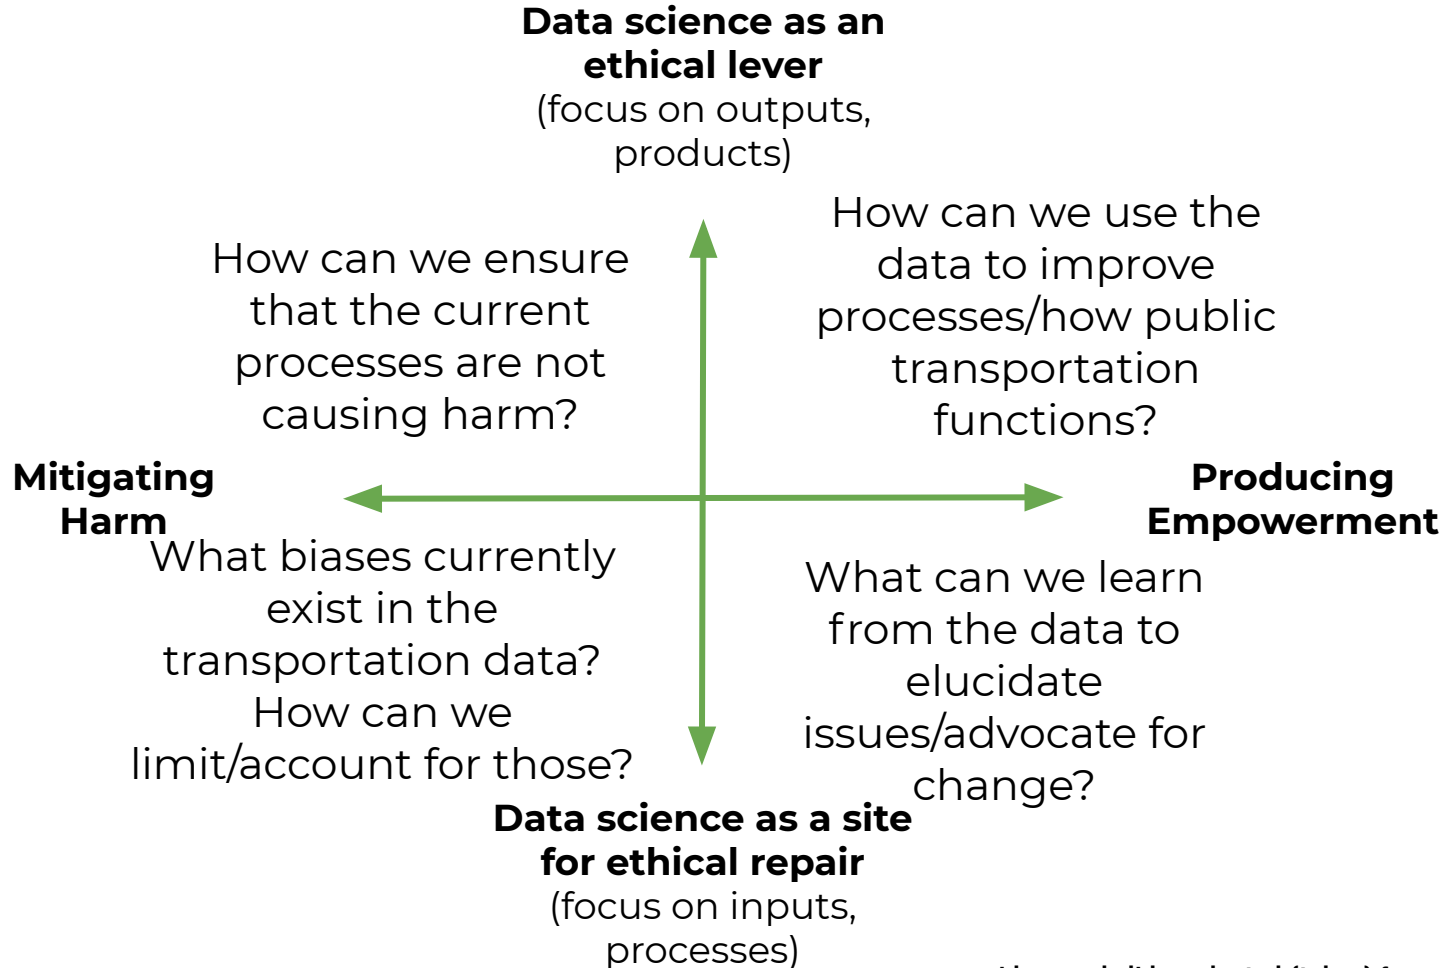 Data science as an
ethical lever
(focus on outputs,
products)
How can we ensure
that the current
processes are not
causing harm?
How can we use the
data to improve
processes/how public
transportation
functions?
Mitigating
Harm
Producing
Empowerment
What biases currently
exist in the
transportation data?
How can we
limit/account for those?
What can we learn
from the data to
elucidate
issues/advocate for
change?
Data science as a site
for ethical repair
(focus on inputs,
processes)